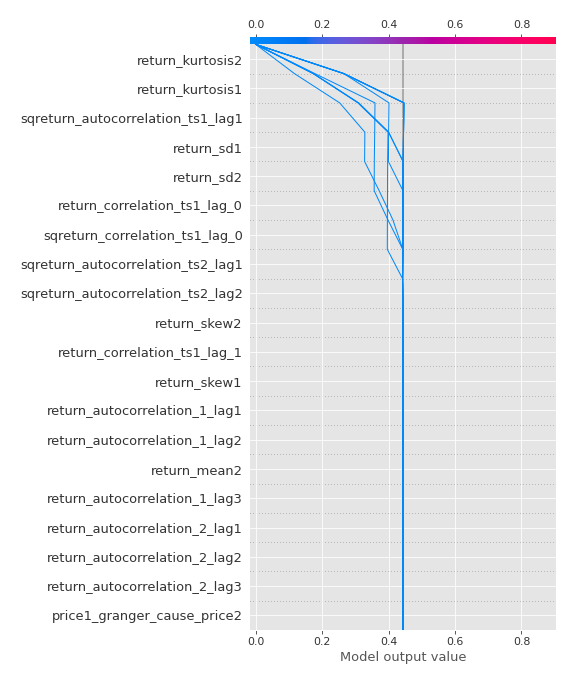 0.0 0.2 0.4 0.6 0.8
return_kurtosis2
return_kurtosis1
sqreturn_autocorrelation_ts1_lag1
return_sd1
return_sd2
return_correlation_ts1_lag_0
sqreturn_correlation_ts1_lag_0
sqreturn_autocorrelation_ts2_lag1
sqreturn_autocorrelation_ts2_lag2
return_skew2
return_correlation_ts1_lag_1
return_skew1
return_autocorrelation_1_lag1
return_autocorrelation_1_lag2
return_mean2
return_autocorrelation_1_lag3
return_autocorrelation_2_lag1
return_autocorrelation_2_lag2
return_autocorrelation_2_lag3
price1_granger_cause_price2
0.0 0.2 0.4 0.6 0.8
Model output value